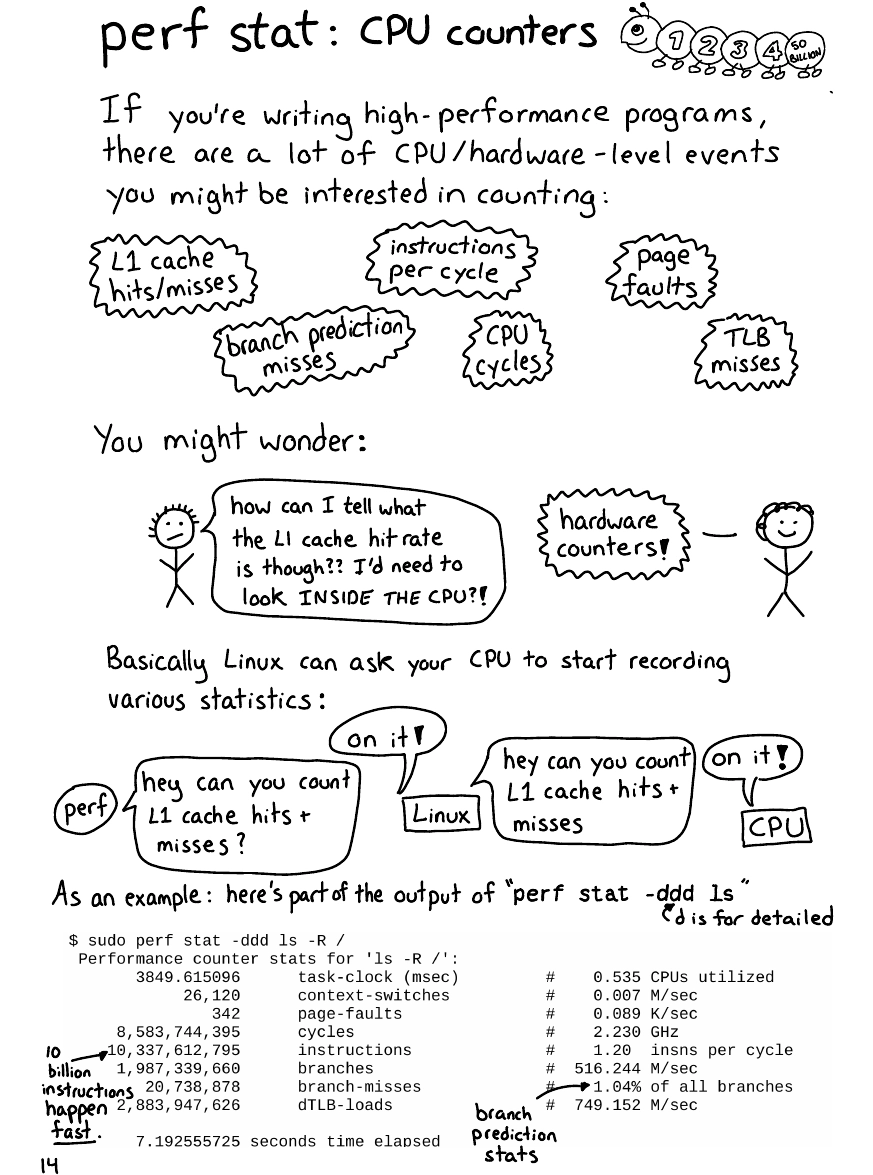 perf stat: CPU counters
1 2 3 4 50 BILLION
If you're writing high-performance programs,
there are a lot of CPU/hardware-level events
you might be interested in counting:
L1 cache
hits/misses
instructions
per cycle
page
faults
branch prediction
misses
CPU
cycles
TLB
misses
You might wonder:
how can I tell what
the L1 cache hit rate
is though?? I'd need to
look INSIDE THE CPU?!
hardware
counters!
Basically Linux can ask your CPU to start recording
various statistics:
perf
hey can you count
L1 cache hits +
misses?
on it!
Linux
hey can you count
L1 cache hits +
misses
on it!
CPU
As an example: here's part of the output of "perf stat -ddd ls"
d is for detailed
$ sudo perf stat -ddd ls -R /
Performance counter stats for 'ls -R /':
3849.615096 task-clock (msec) # 0.535 CPUs utilized
26,120 context-switches # 0.007 M/sec
342 page-faults # 0.089 K/sec
8,583,744,395 cycles # 2.230 GHz
10,337,612,795 instructions # 1.20 insns per cycle
1,987,339,660 branches # 516.244 M/sec
20,738,878 branch-misses # 1.04% of all branches
2,883,947,626 dTLB-loads # 749.152 M/sec
7.192555725 seconds time elapsed
10
billion
instructions
happen
fast.
branch
prediction
stats
14